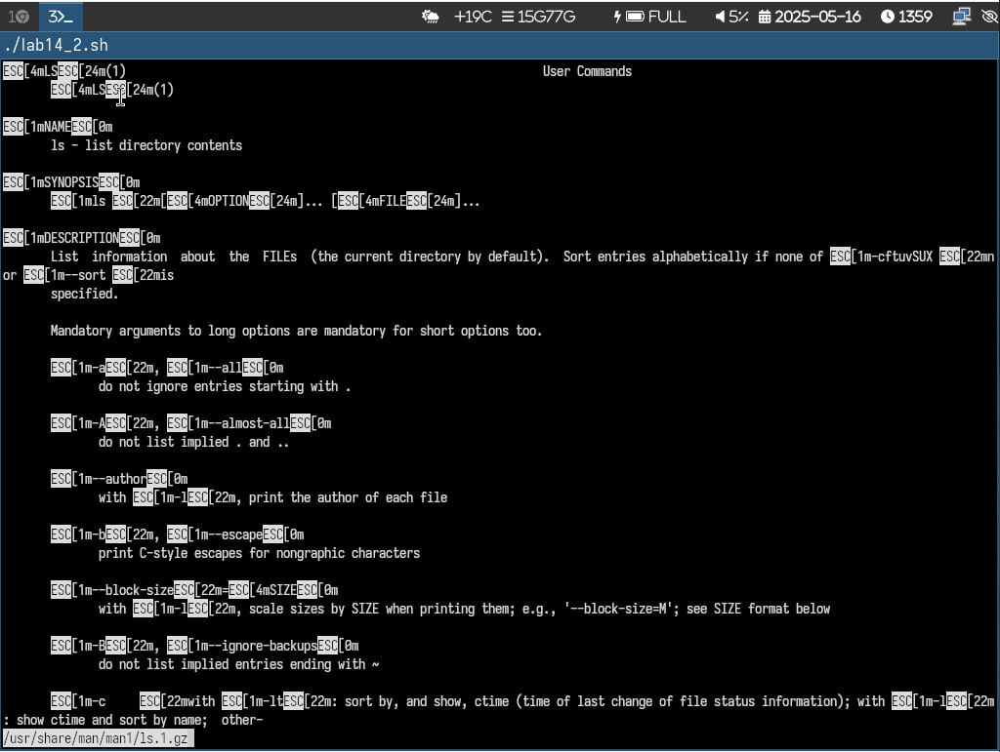 1
3>_
+19C 15G77G FULL 5% 2025-05-16 1359
./lab14_2.sh
ESC[4mLSESC[24m(1) User Commands
ESC[4mLSESC[24m(1)
ESC[1mNAMEESC[0m
ls - list directory contents
ESC[1mSYNOPSISESC[0m
ESC[1mls ESC[22m[ESC[4mOPTIONESC[24m]... [ESC[4mFILEESC[24m]...
ESC[1mDESCRIPTIONESC[0m
List information about the FILEs (the current directory by default). Sort entries alphabetically if none of ESC[1m-cftuvSUX ESC[22mn
or ESC[1m--sort ESC[22mis
specified.
Mandatory arguments to long options are mandatory for short options too.
ESC[1m-aESC[22m, ESC[1m--allESC[0m
do not ignore entries starting with .
ESC[1m-AESC[22m, ESC[1m--almost-allESC[0m
do not list implied . and ..
ESC[1m--authorESC[0m
with ESC[1m-lESC[22m, print the author of each file
ESC[1m-bESC[22m, ESC[1m--escapeESC[0m
print C-style escapes for nongraphic characters
ESC[1m--block-sizeESC[22m=ESC[4mSIZEESC[0m
with ESC[1m-lESC[22m, scale sizes by SIZE when printing them; e.g., '--block-size=M'; see SIZE format below
ESC[1m-BESC[22m, ESC[1m--ignore-backupsESC[0m
do not list implied entries ending with ~
ESC[1m-c ESC[22mwith ESC[1m-ltESC[22m: sort by, and show, ctime (time of last change of file status information); with ESC[1m-lESC[22m
: show ctime and sort by name; other-
/usr/share/man/man1/ls.1.gz